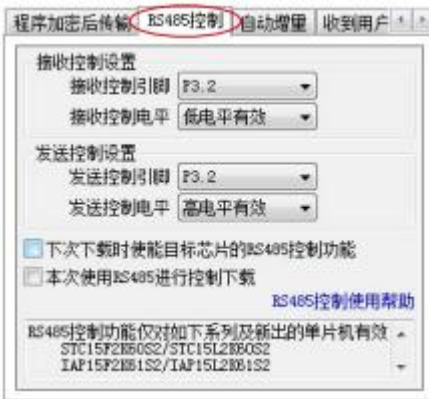 程序加密后传输 RS485控制 自动增量 收到用户
接收控制设置
接收控制引脚 P3.2
接收控制电平 低电平有效
发送控制设置
发送控制引脚 P3.2
发送控制电平 高电平有效
下次下载时使能目标芯片的RS485控制功能
本次使用RS485进行控制下载
RS485控制使用帮助
RS485控制功能仅对如下系列及新出的单片机有效
STC15F2K60S2/STC15L2K60S2
IAP15F2K61S2/IAP15L2K61S2